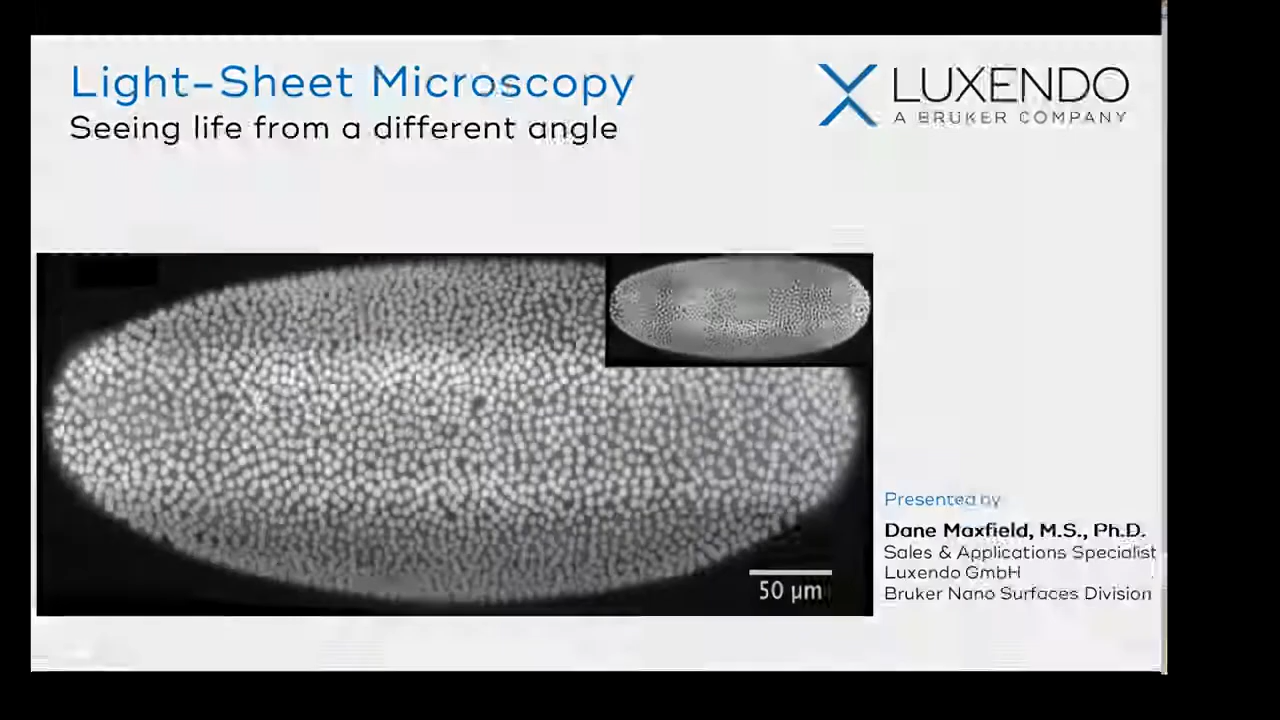 Light-Sheet Microscopy
Seeing life from a different angle
LUXENDO
A BRUKER COMPANY
50 µm
Presented by
Dane Maxfield, M.S., Ph.D.
Sales & Applications Specialist
Luxendo GmbH
Bruker Nano Surfaces Division